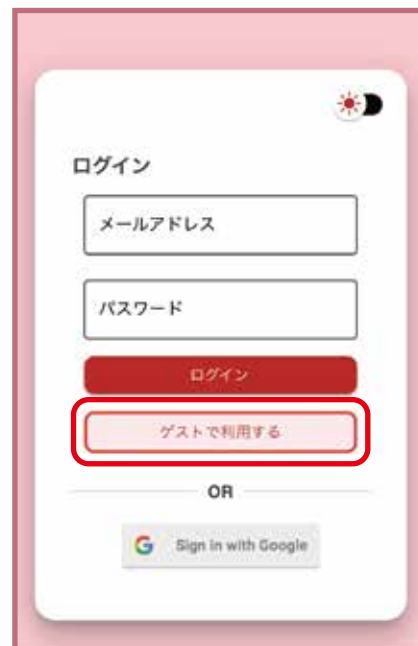 ログイン
メールアドレス
パスワード
ログイン
ゲストで利用する
OR
Sign in with Google